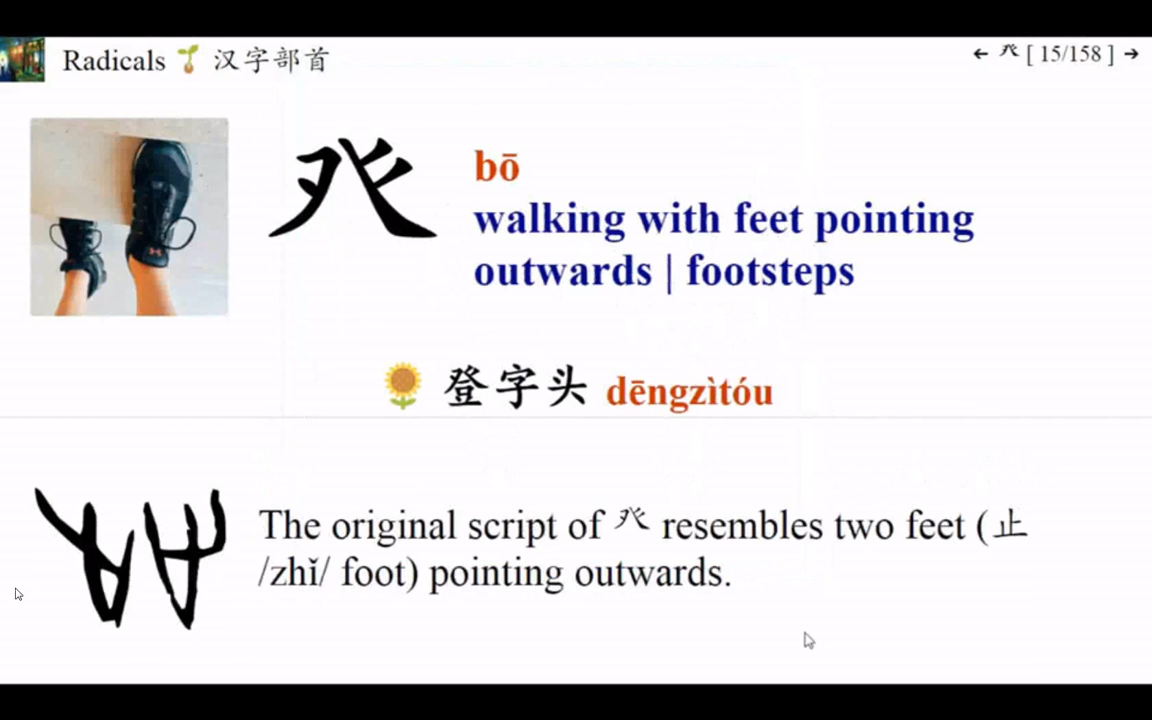 Radicals 🌱 汉字部首
← 癶 [ 15/158 ] →
癶
bō
walking with feet pointing
outwards | footsteps
🌻 登字头 dēngzìtóu
The original script of 癶 resembles two feet (止
/zhǐ/ foot) pointing outwards.